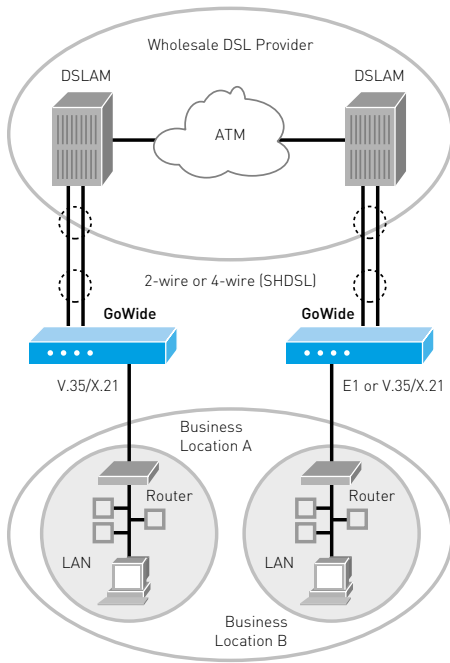 Wholesale DSL Provider
DSLAM
DSLAM
ATM
2-wire or 4-wire (SHDSL)
GoWide
GoWide
V.35/X.21
E1 or V.35/X.21
Business
Location A
Router
Router
LAN
LAN
Business
Location B